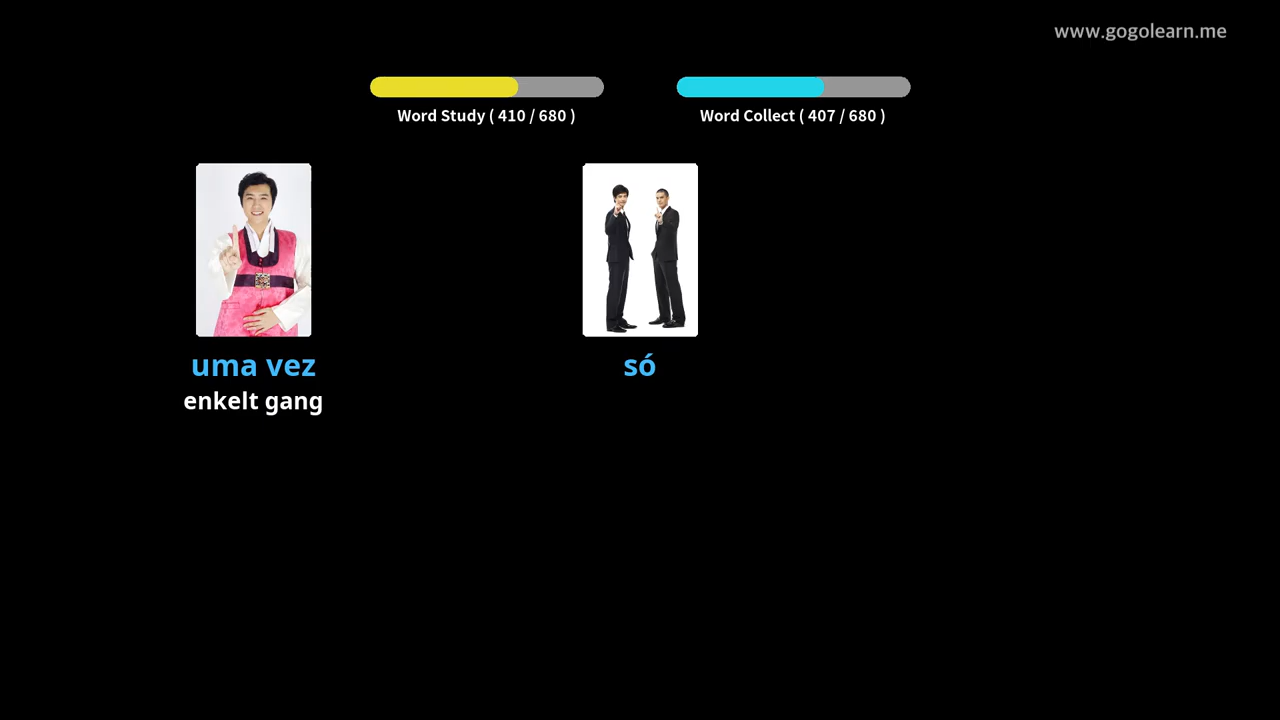 www.gogolearn.me
Word Study ( 410 / 680 )
Word Collect ( 407 / 680 )
uma vez
enkelt gang
só